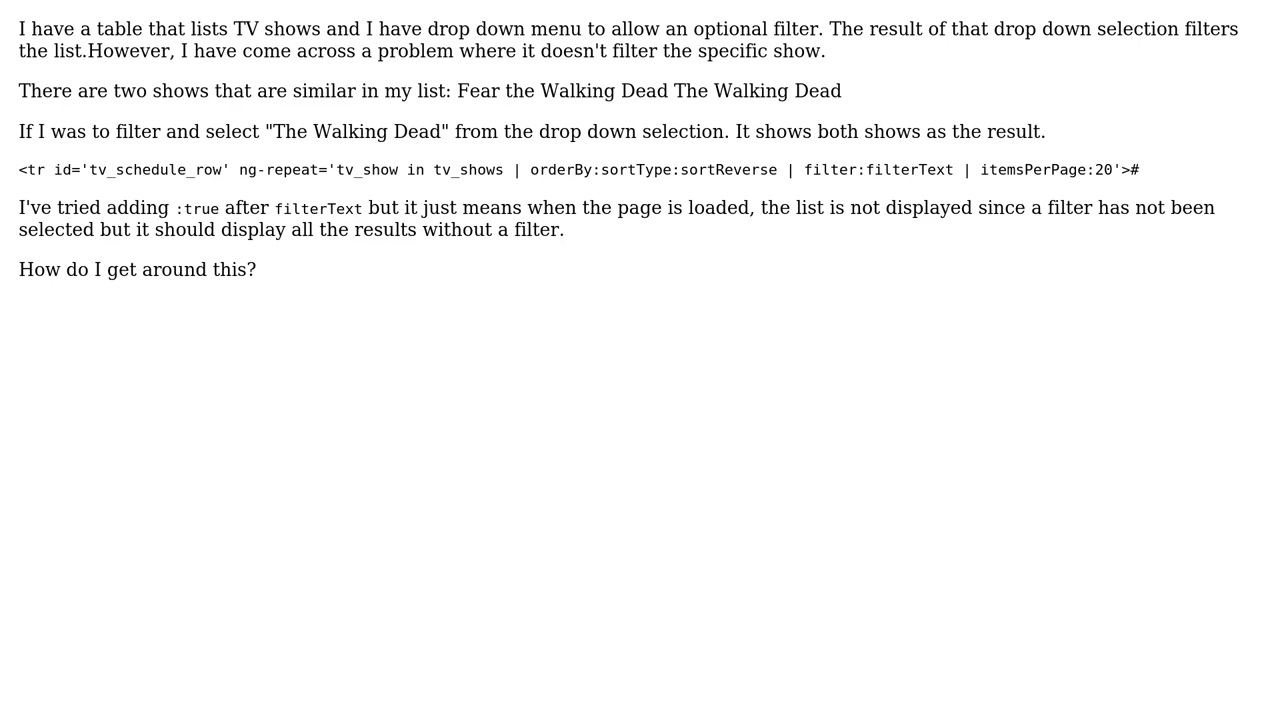 I have a table that lists TV shows and I have drop down menu to allow an optional filter. The result of that drop down selection filters
the list.However, I have come across a problem where it doesn't filter the specific show.
There are two shows that are similar in my list: Fear the Walking Dead The Walking Dead
If I was to filter and select "The Walking Dead" from the drop down selection. It shows both shows as the result.
<tr id='tv_schedule_row' ng-repeat='tv_show in tv_shows | orderBy:sortType:sortReverse | filter:filterText | itemsPerPage:20'>#
I've tried adding :true after filterText but it just means when the page is loaded, the list is not displayed since a filter has not been
selected but it should display all the results without a filter.
How do I get around this?